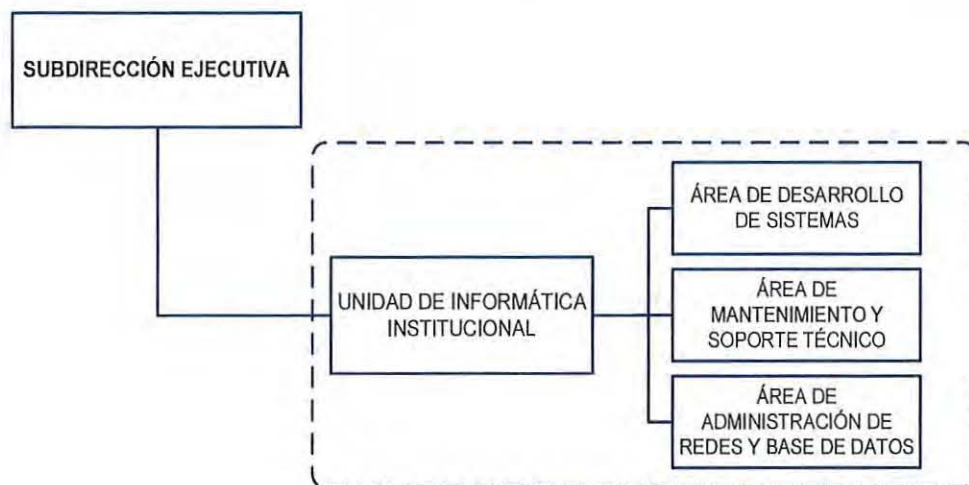 SUBDIRECCIÓN EJECUTIVA
UNIDAD DE INFORMÁTICA
INSTITUCIONAL
ÁREA DE DESARROLLO
DE SISTEMAS
ÁREA DE
MANTENIMIENTO Y
SOPORTE TÉCNICO
ÁREA DE
ADMINISTRACIÓN DE
REDES Y BASE DE DATOS